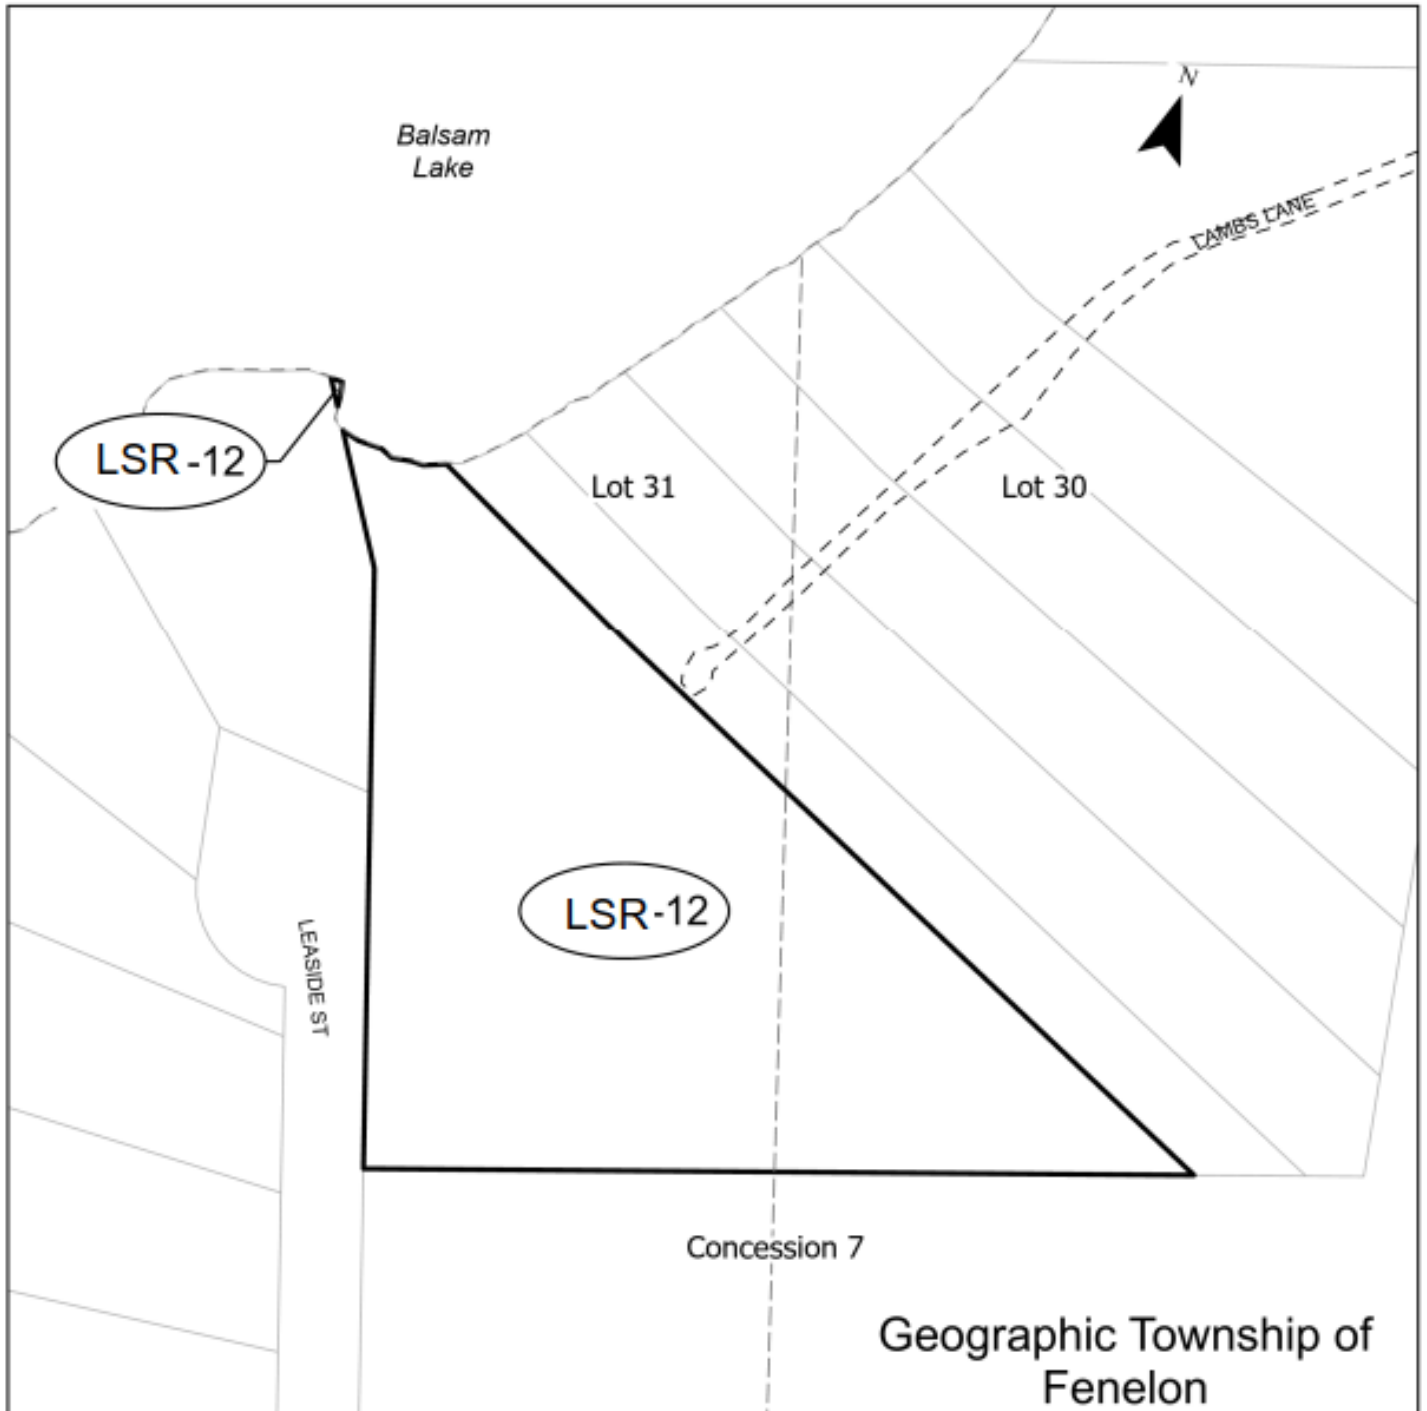 N
Balsam
Lake
LAMBS LANE
LSR -12
Lot 31
Lot 30
LSR -12
LEASIDE ST
Concession 7
Geographic Township of
Fenelon